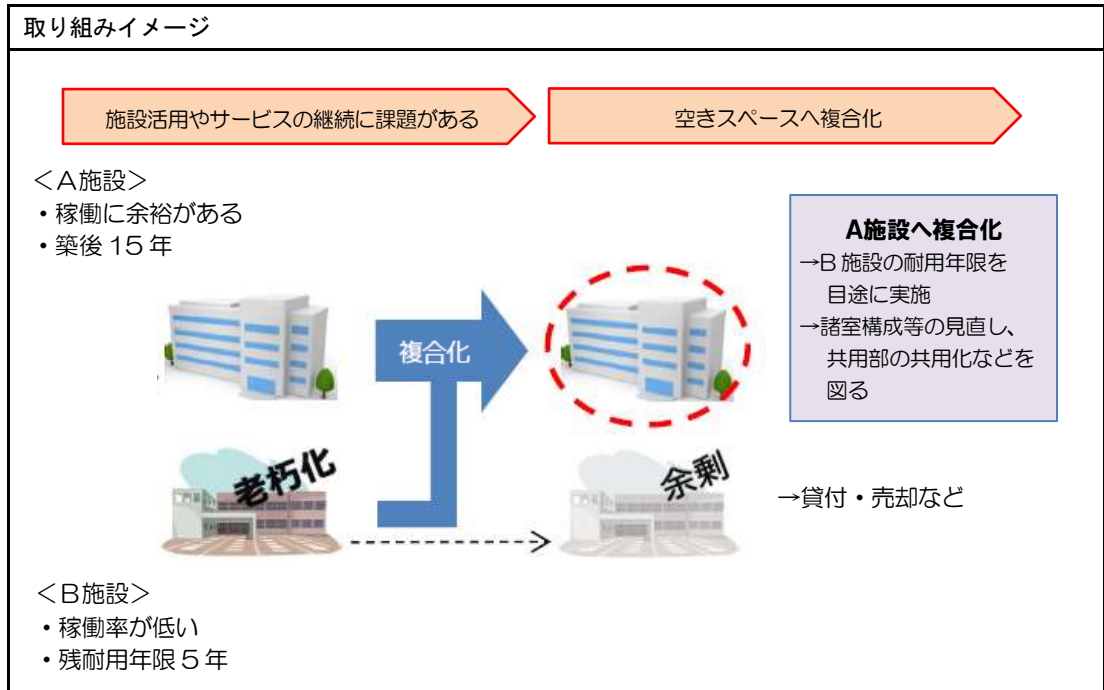 取り組みイメージ
施設活用やサービスの継続に課題がある
空きスペースへ複合化
＜Ａ施設＞
・稼働に余裕がある
・築後 15 年
A施設へ複合化
→B 施設の耐用年限を
目途に実施
→諸室構成等の見直し、
共用部の共用化などを
図る
複合化
老朽化
余剰
→貸付・売却など
＜Ｂ施設＞
・稼働率が低い
・残耐用年限 5 年